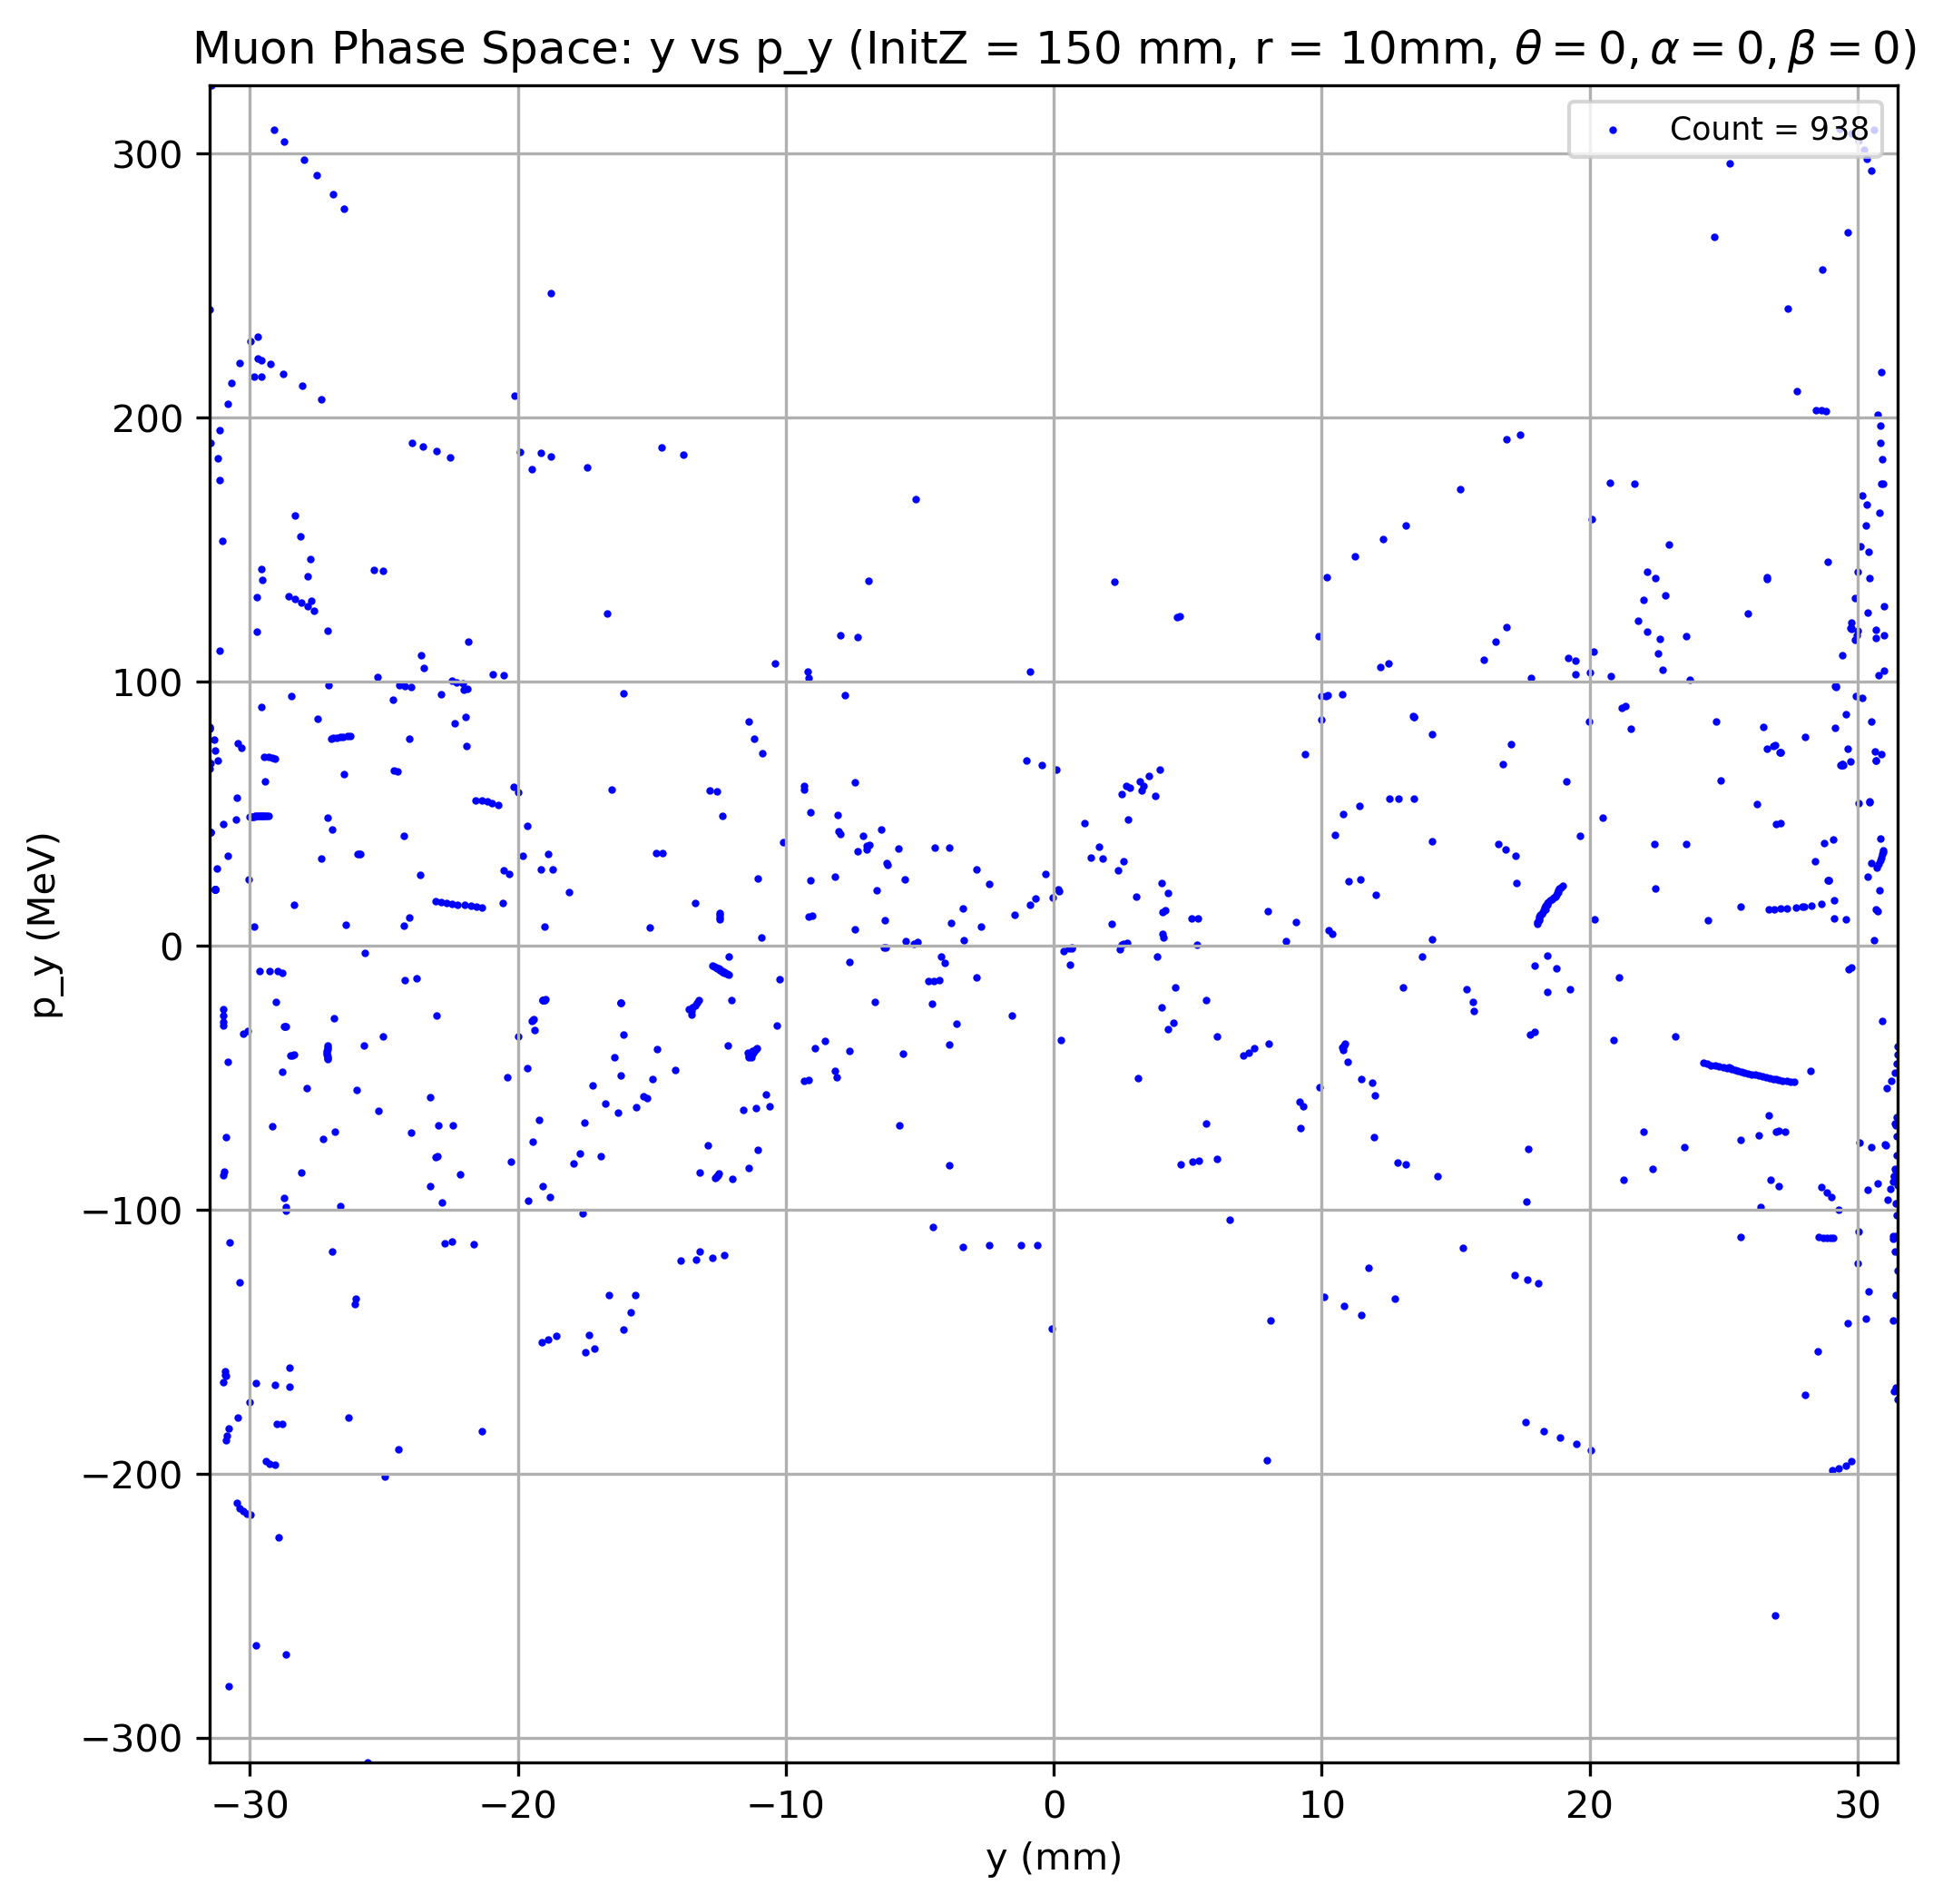 Muon Phase Space: y vs p_y (InitZ = 150 mm, r = 10mm, θ = 0, α = 0, β = 0)
Count = 938
300
200
100
0
−100
−200
−300
p_y (MeV)
−30 −20 −10 0 10 20 30
y (mm)